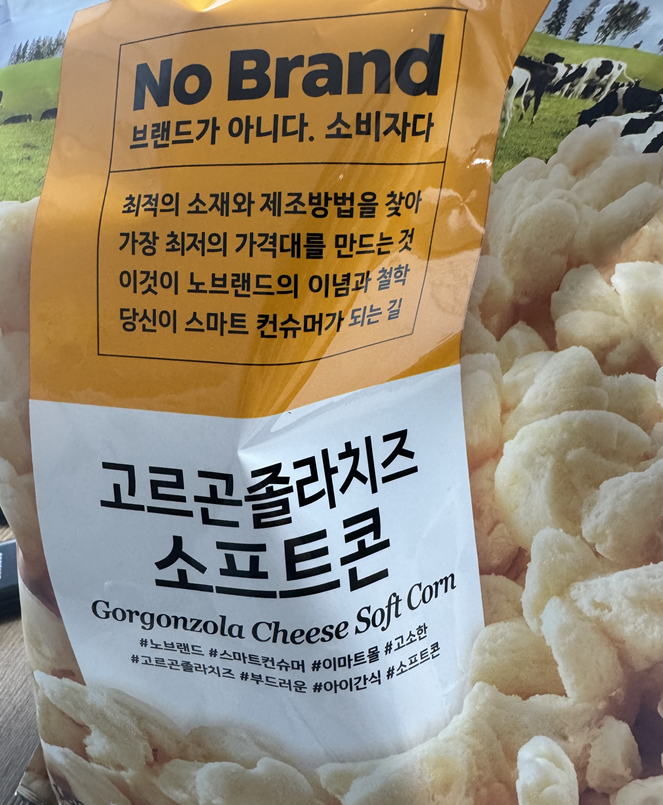 No Brand
브랜드가 아니다. 소비자다
최적의 소재와 제조방법을 찾아
가장 최저의 가격대를 만드는 것
이것이 노브랜드의 이념과 철학
당신이 스마트 컨슈머가 되는 길
고르곤졸라치즈
소프트콘
Gorgonzola Cheese Soft Corn
#노브랜드 #스마트컨슈머 #이마트몰 #고소한
#고르곤졸라치즈 #부드러운 #아이간식 #소프트콘